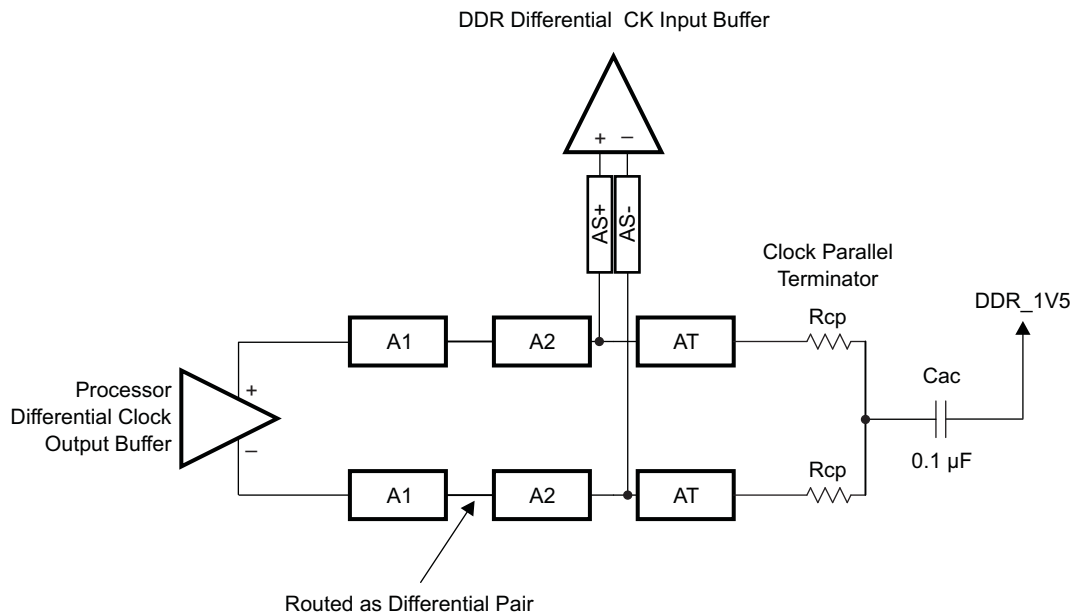 DDR Differential CK Input Buffer
+ −
AS+
AS-
Clock Parallel
Terminator
DDR_1V5
A1
A2
AT
Rcp
Processor
Differential Clock
Output Buffer
+
−
Cac
0.1 µF
Rcp
A1
A2
AT
Routed as Differential Pair